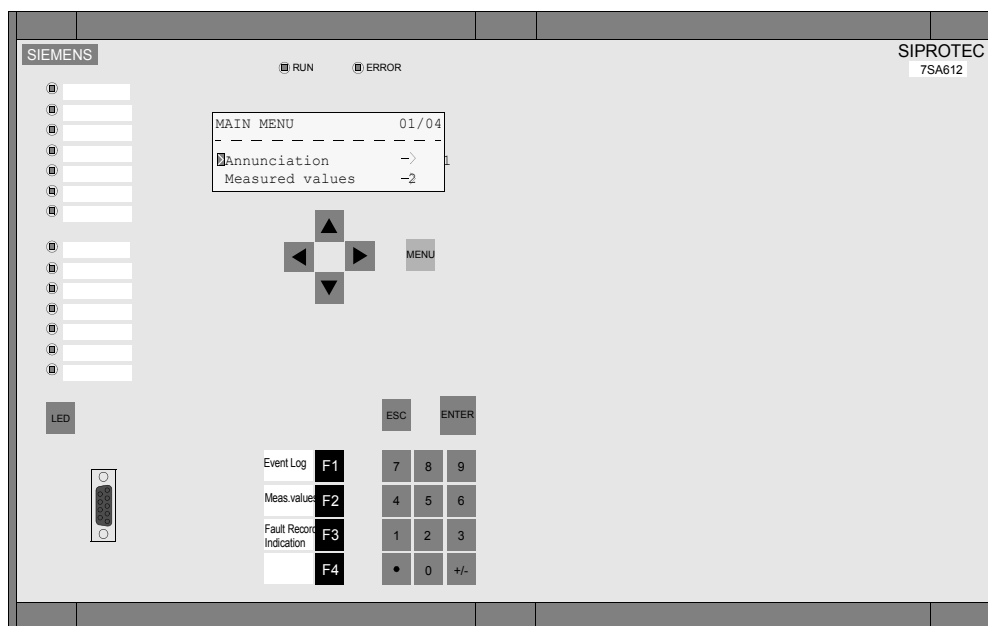 SIEMENS
SIPROTEC
7SA612
RUN
ERROR
MAIN MENU 01/04
Annunciation 1
Measured values 2
MENU
LED
ESC
ENTER
Event Log F1
7 8 9
Meas.values F2
4 5 6
Fault Record
Indication
F3
1 2 3
F4
• 0 +/-